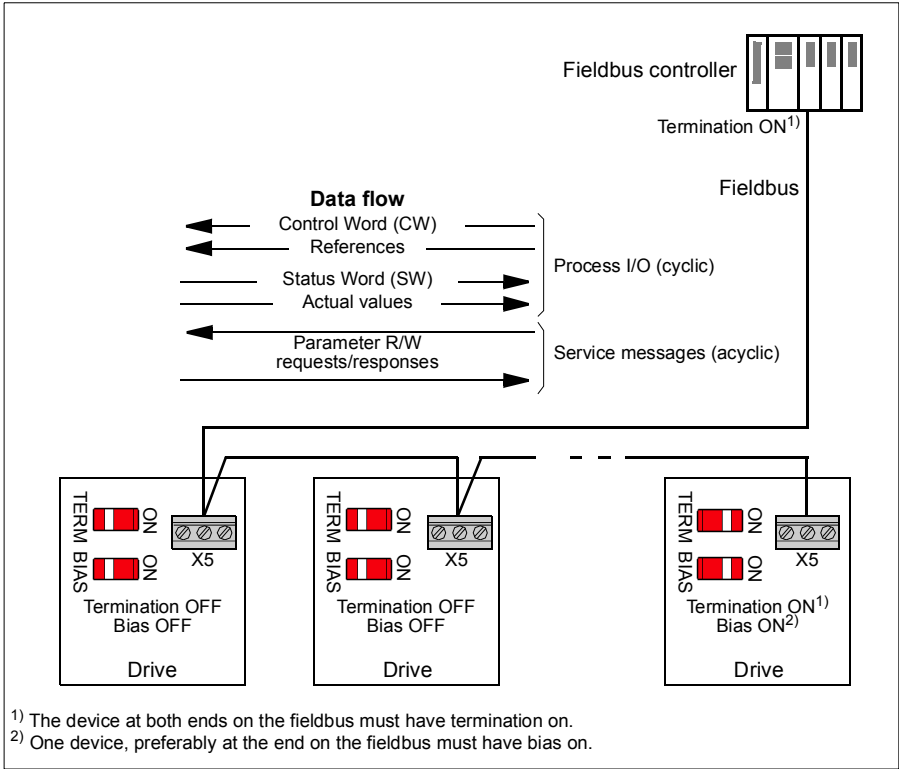 Fieldbus controller
Termination ON1)
Fieldbus
Data flow
Control Word (CW)
References
Status Word (SW)
Actual values
Process I/O (cyclic)
Parameter R/W
requests/responses
Service messages (acyclic)
TERM
ON
BIAS
ON
X5
Termination OFF
Bias OFF
Drive
TERM
ON
BIAS
ON
X5
Termination OFF
Bias OFF
Drive
TERM
ON
BIAS
ON
X5
Termination ON1)
Bias ON2)
Drive
1) The device at both ends on the fieldbus must have termination on.
2) One device, preferably at the end on the fieldbus must have bias on.